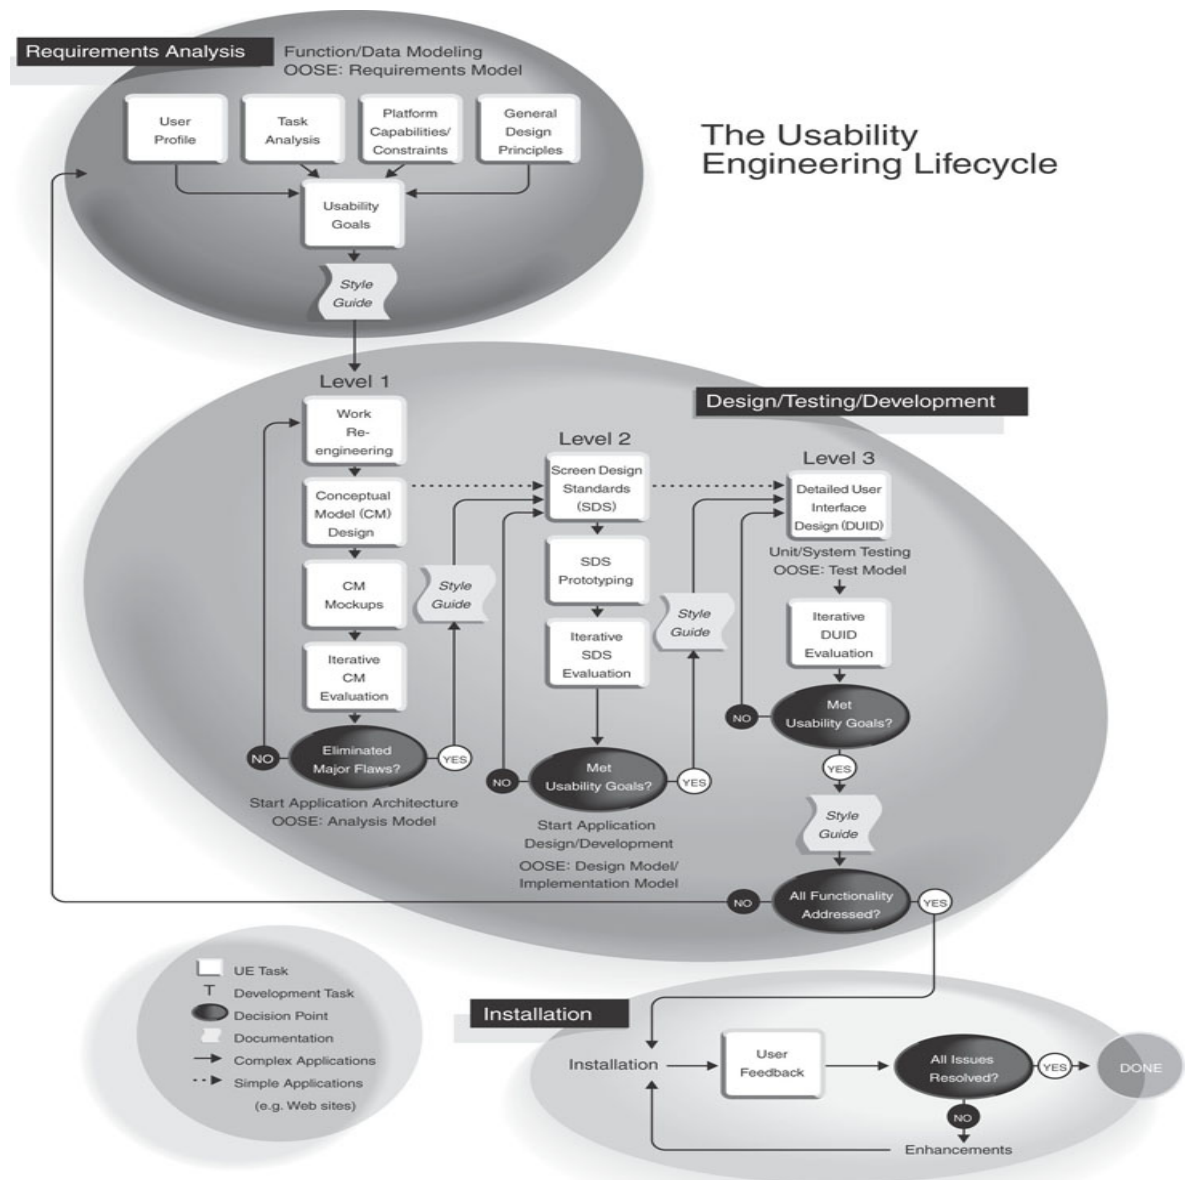 Requirements Analysis
Function/Data Modeling
OOSE: Requirements Model
User
Profile
Task
Analysis
Platform
Capabilities/
Constraints
General
Design
Principles
The Usability
Engineering Lifecycle
Usability
Goals
Style
Guide
Level 1
Work
Re-
engineering
Conceptual
Model (CM)
Design
CM
Mockups
Iterative
CM
Evaluation
Eliminated
Major Flaws?
NO
YES
Start Application Architecture
OOSE: Analysis Model
Style
Guide
Design/Testing/Development
Level 2
Screen Design
Standards
(SDS)
SDS
Prototyping
Iterative
SDS
Evaluation
Met
Usability Goals?
NO
YES
Start Application
Design/Development
OOSE: Design Model/
Implementation Model
Style
Guide
Level 3
Detailed User
Interface
Design (DUID)
Unit/System Testing
OOSE: Test Model
Iterative
DUID
Evaluation
Met
Usability Goals?
NO
YES
Style
Guide
All Functionality
Addressed?
NO
YES
UE Task
T
Development Task
Decision Point
Documentation
Complex Applications
Simple Applications
(e.g. Web sites)
Installation
Installation
User
Feedback
All Issues
Resolved?
YES
DONE
NO
Enhancements